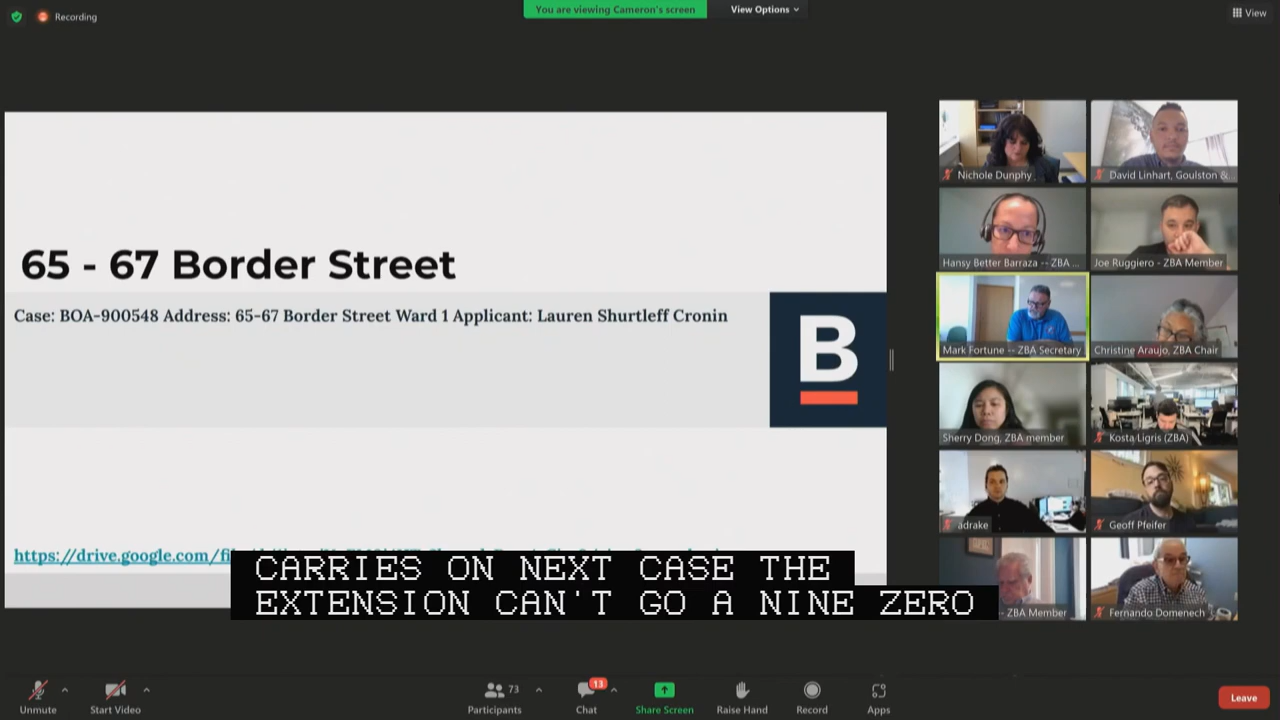 Recording
You are viewing Cameron's screen
View Options
View
65 - 67 Border Street
Case: BOA-900548 Address: 65-67 Border Street Ward 1 Applicant: Lauren Shurtleff Cronin
B
https://drive.google.com/fil
CARRIES ON NEXT CASE THE
EXTENSION CAN'T GO A NINE ZERO
Nichole Dunphy
David Linhart, Goulston &...
Hansy Better Barraza -- ZBA ...
Joe Ruggiero - ZBA Member
Mark Fortune -- ZBA Secretary
Christine Araujo, ZBA Chair
Sherry Dong, ZBA member
Kosta Ligris (ZBA)
adrake
Geoff Pfeifer
-- ZBA Member
Fernando Domenech
Unmute
Start Video
73
Participants
13
Chat
Share Screen
Raise Hand
Record
Apps
Leave